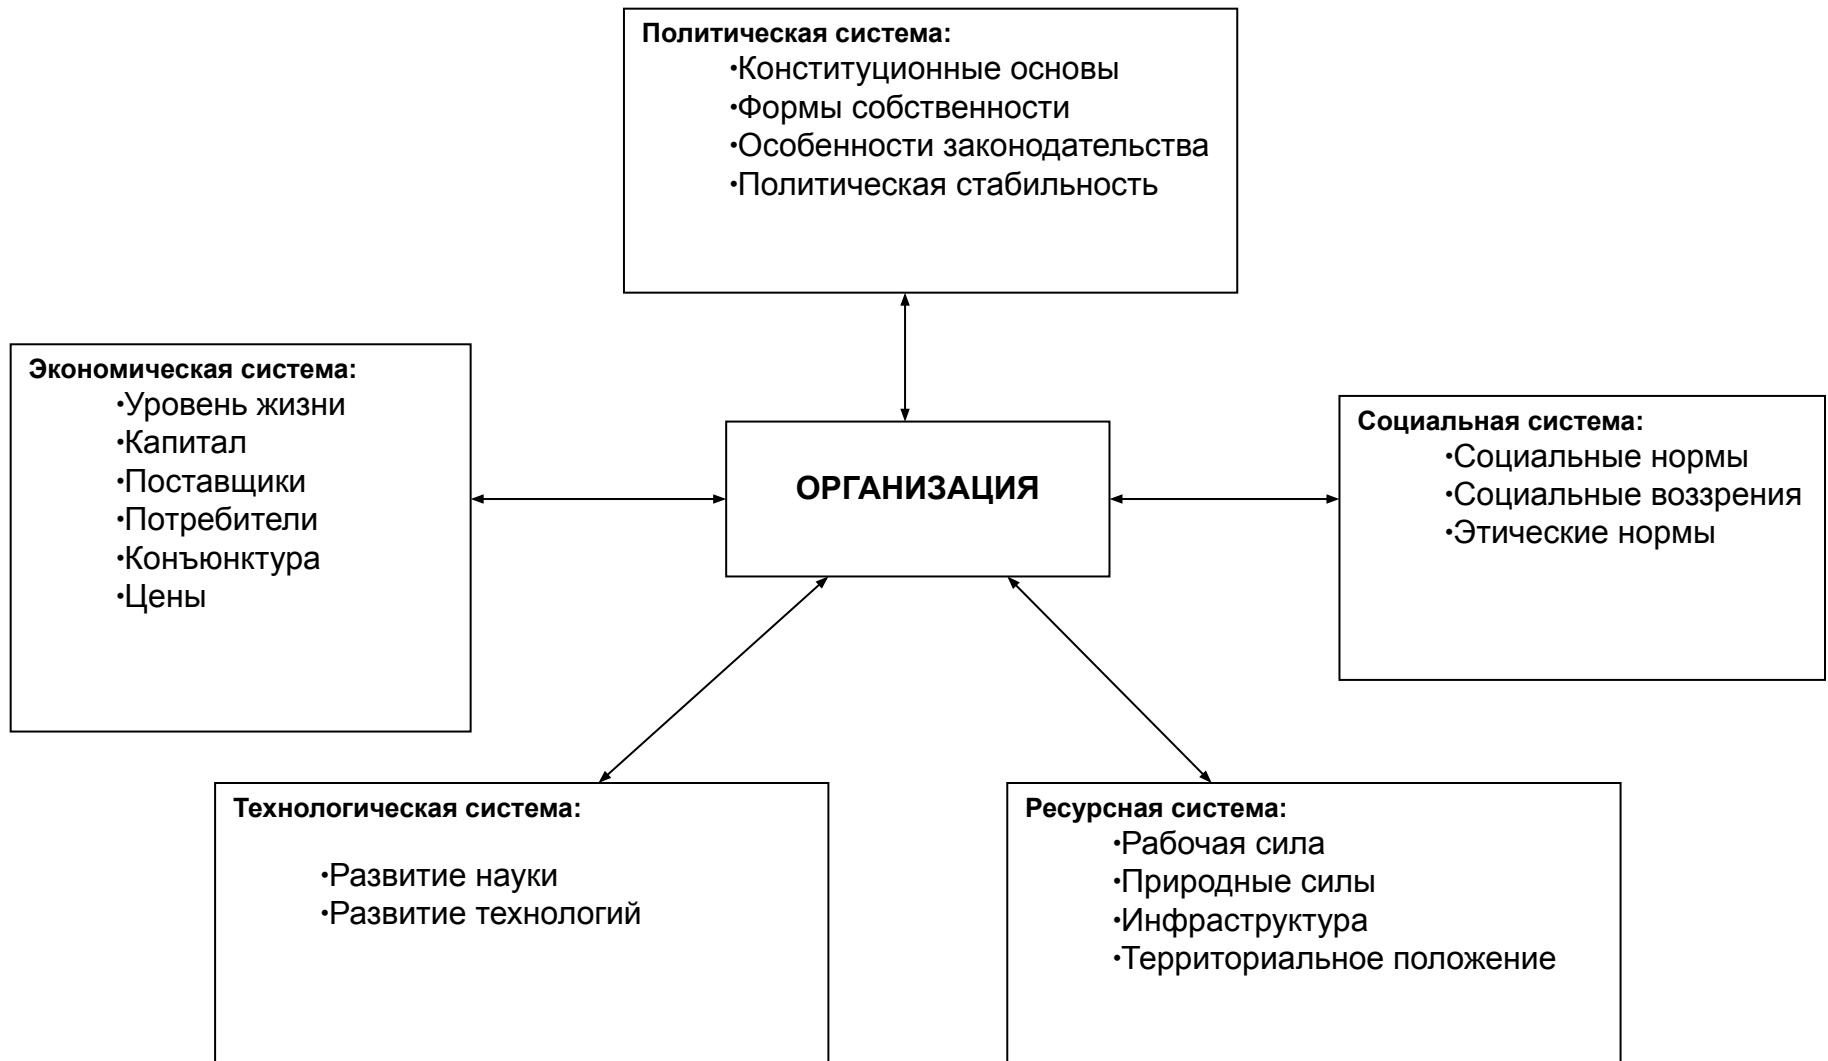 Политическая система:
·Конституционные основы
·Формы собственности
·Особенности законодательства
·Политическая стабильность
Экономическая система:
·Уровень жизни
·Капитал
·Поставщики
·Потребители
·Конъюнктура
·Цены
ОРГАНИЗАЦИЯ
Социальная система:
·Социальные нормы
·Социальные воззрения
·Этические нормы
Технологическая система:
·Развитие науки
·Развитие технологий
Ресурсная система:
·Рабочая сила
·Природные силы
·Инфраструктура
·Территориальное положение